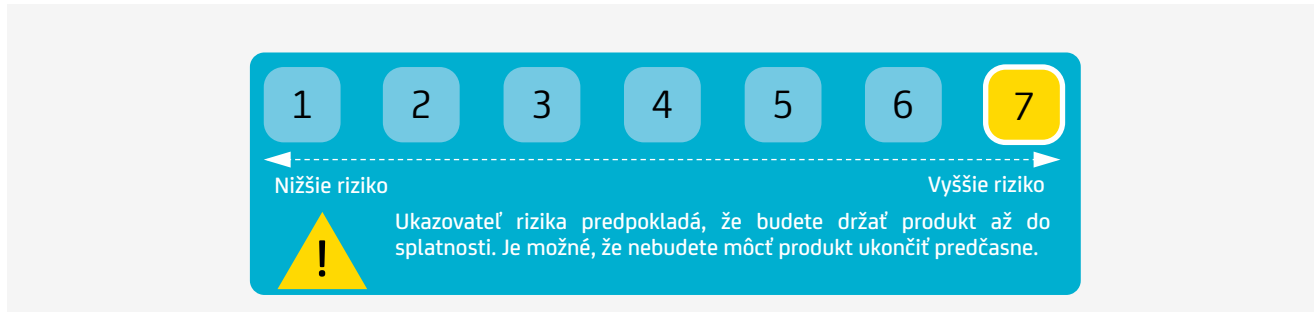 1 2 3 4 5 6 7
Nižšie riziko Vyššie riziko
Ukazovateľ rizika predpokladá, že budete držať produkt až do
splatnosti. Je možné, že nebudete môcť produkt ukončiť predčasne.
!